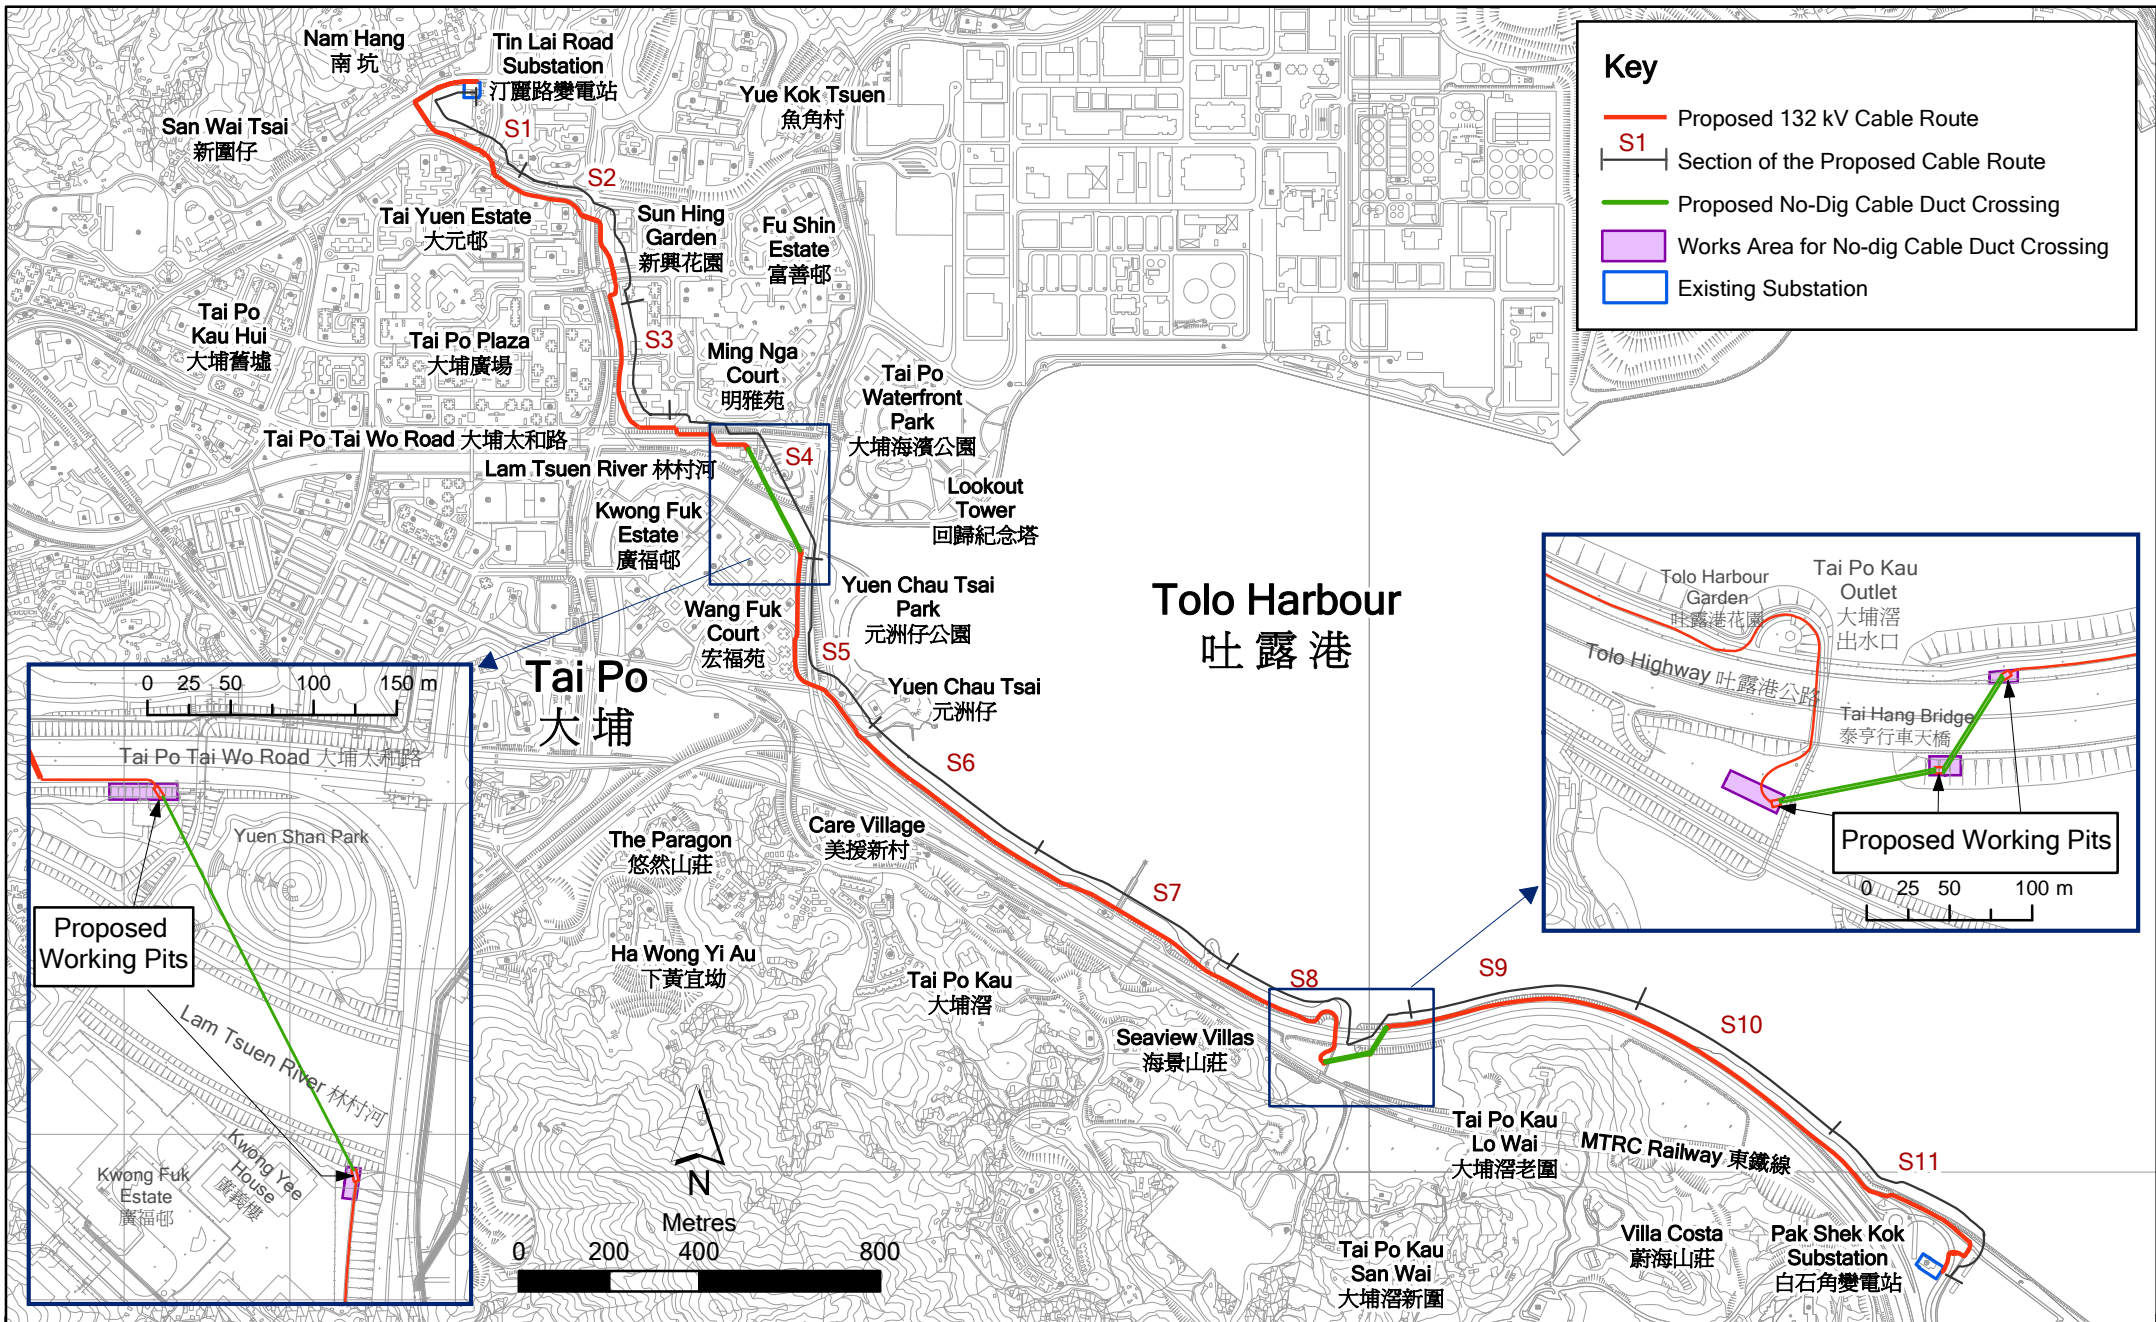 Nam Hang
南坑
Tin Lai Road
Substation
汀麗路變電站
San Wai Tsai
新圍仔
S1
Yue Kok Tsuen
魚角村
S2
Tai Yuen Estate
大元邨
Sun Hing
Garden
新興花園
Fu Shin
Estate
富善邨
Tai Po
Kau Hui
大埔舊墟
Tai Po Plaza
大埔廣場
S3
Ming Nga
Court
明雅苑
Tai Po
Waterfront
Park
大埔海濱公園
Tai Po Tai Wo Road 大埔太和路
Lam Tsuen River 林村河
S4
Kwong Fuk
Estate
廣福邨
Lookout
Tower
回歸紀念塔
Yuen Chau Tsai
Park
元洲仔公園
Wang Fuk
Court
宏福苑
S5
Yuen Chau Tsai
元洲仔
Tai Po
大埔
Tolo Harbour
吐露港
S6
The Paragon
悠然山莊
Care Village
美援新村
S7
Ha Wong Yi Au
下黃宜坳
Tai Po Kau
大埔滘
S8
S9
Seaview Villas
海景山莊
S10
Tai Po Kau
Lo Wai
大埔滘老圍
MTRC Railway 東鐵線
S11
Tai Po Kau
San Wai
大埔滘新圍
Villa Costa
蔚海山莊
Pak Shek Kok
Substation
白石角變電站
N
Metres
0 200 400 800
Key
Proposed 132 kV Cable Route
S1
Section of the Proposed Cable Route
Proposed No-Dig Cable Duct Crossing
Works Area for No-dig Cable Duct Crossing
Existing Substation
0 25 50 100 150 m
Tai Po Tai Wo Road 大埔太和路
Yuen Shan Park
Proposed
Working Pits
Lam Tsuen River 林村河
Kwong Yee
House
廣義樓
Kwong Fuk
Estate
廣福邨
Tolo Harbour
Garden
吐露港花園
Tai Po Kau
Outlet
大埔滘
出水口
Tolo Highway 吐露港公路
Tai Hang Bridge
泰亨行車天橋
Proposed Working Pits
0 25 50 100 m